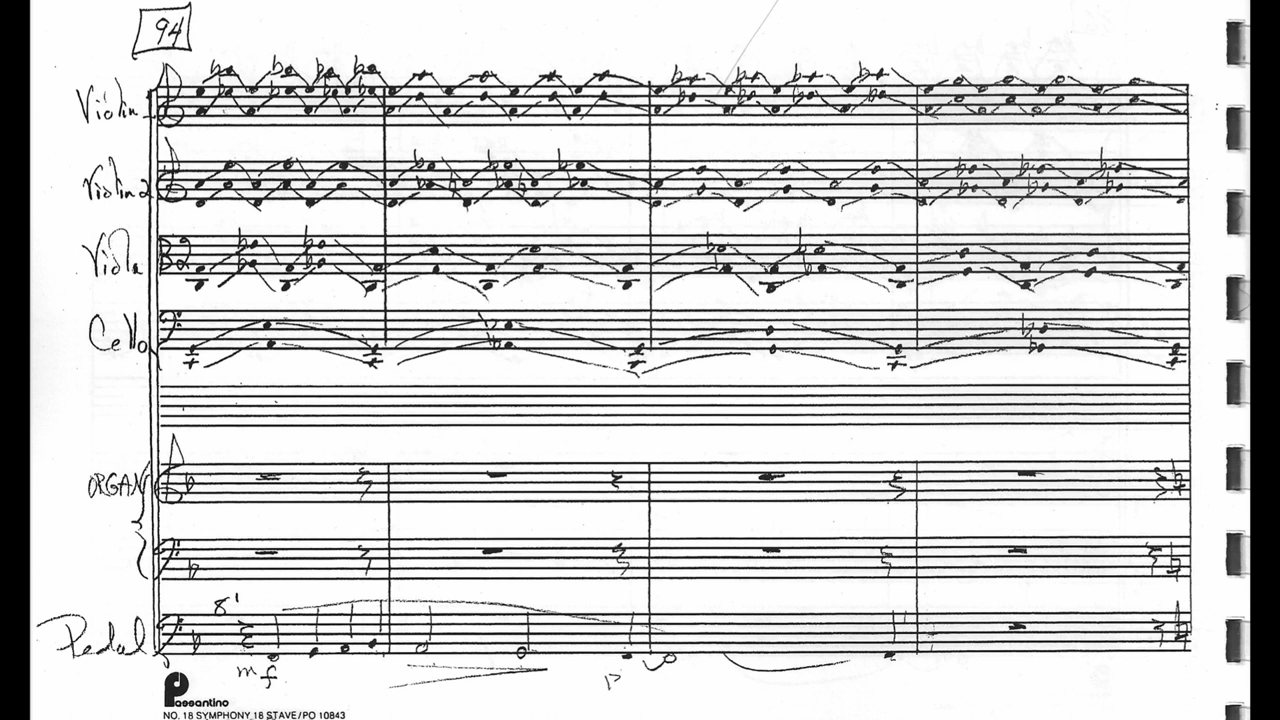 94
Violin 1
Violin 2
Viola
Cello
ORGAN
8'
Pedal
mf
p
Passantino
NO. 18 SYMPHONY 18 STAVE/PO 10843